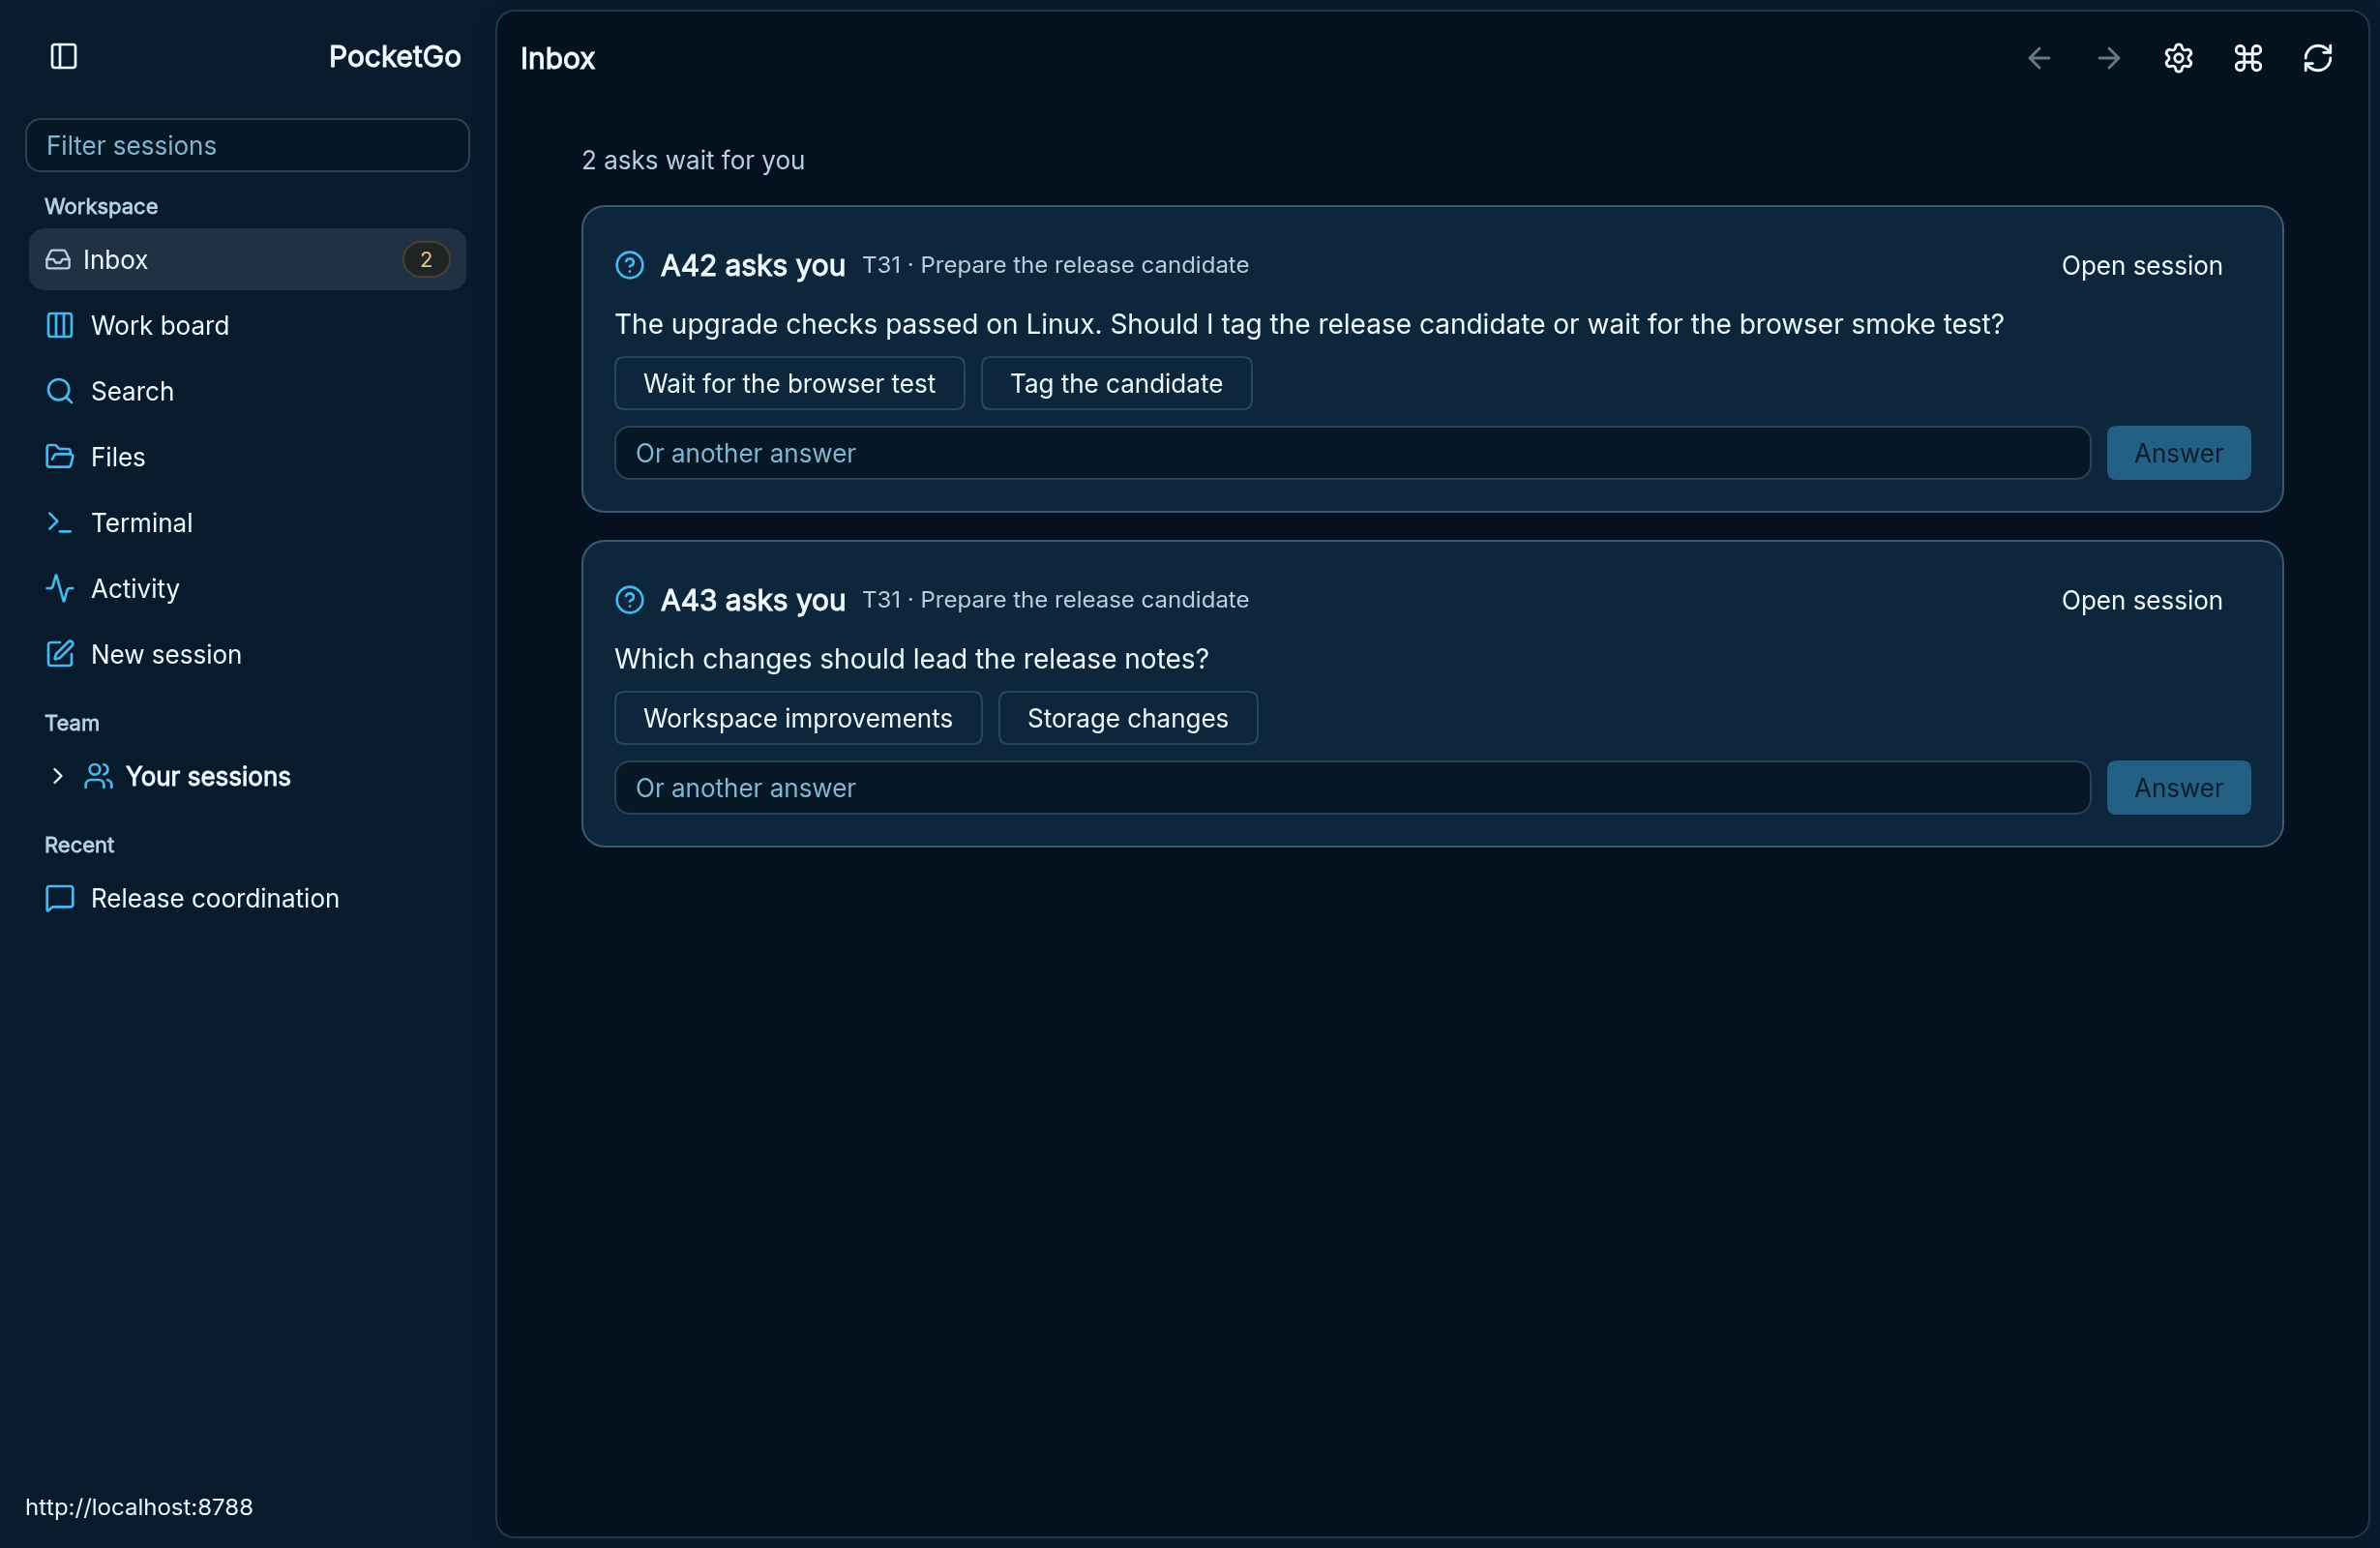 PocketGo
Filter sessions
Workspace
Inbox 2
Work board
Search
Files
Terminal
Activity
New session
Team
Your sessions
Recent
Release coordination
http://localhost:8788
Inbox
2 asks wait for you
A42 asks you T31 · Prepare the release candidate Open session
The upgrade checks passed on Linux. Should I tag the release candidate or wait for the browser smoke test?
Wait for the browser test Tag the candidate
Or another answer Answer
A43 asks you T31 · Prepare the release candidate Open session
Which changes should lead the release notes?
Workspace improvements Storage changes
Or another answer Answer